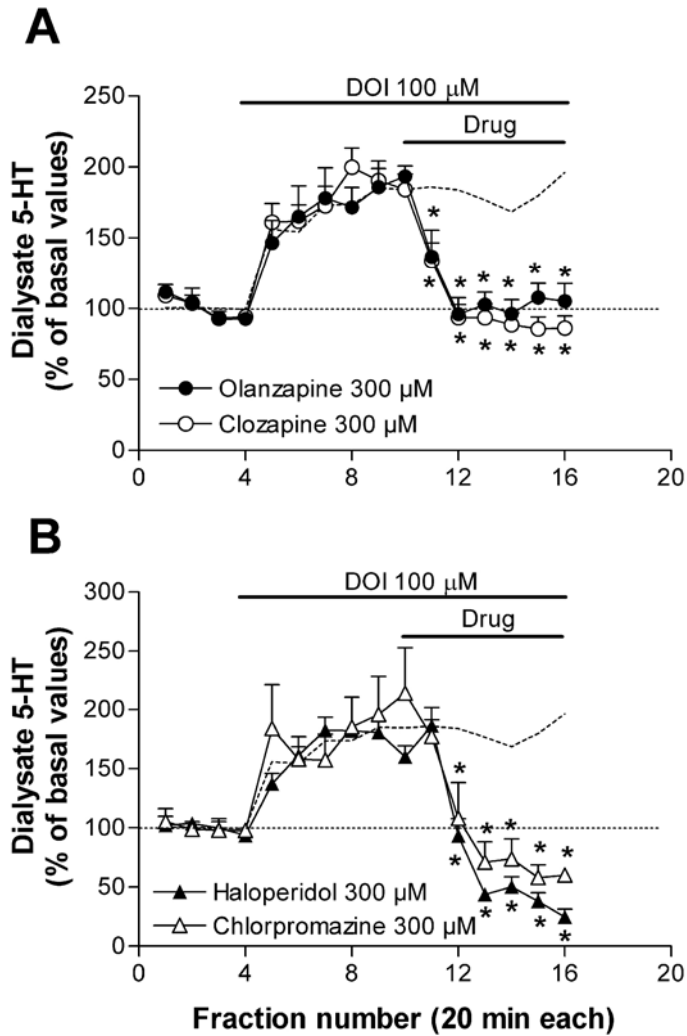 A
DOI 100 μM
Drug
250
200
150
100
50
0
Dialysate 5-HT
(% of basal values)
* * * * * *
* * * * * *
Olanzapine 300 µM
Clozapine 300 µM
0 4 8 12 16 20
B
DOI 100 μM
Drug
300
250
200
150
100
50
0
Dialysate 5-HT
(% of basal values)
* * * * *
* * * * *
Haloperidol 300 µM
Chlorpromazine 300 µM
0 4 8 12 16 20
Fraction number (20 min each)